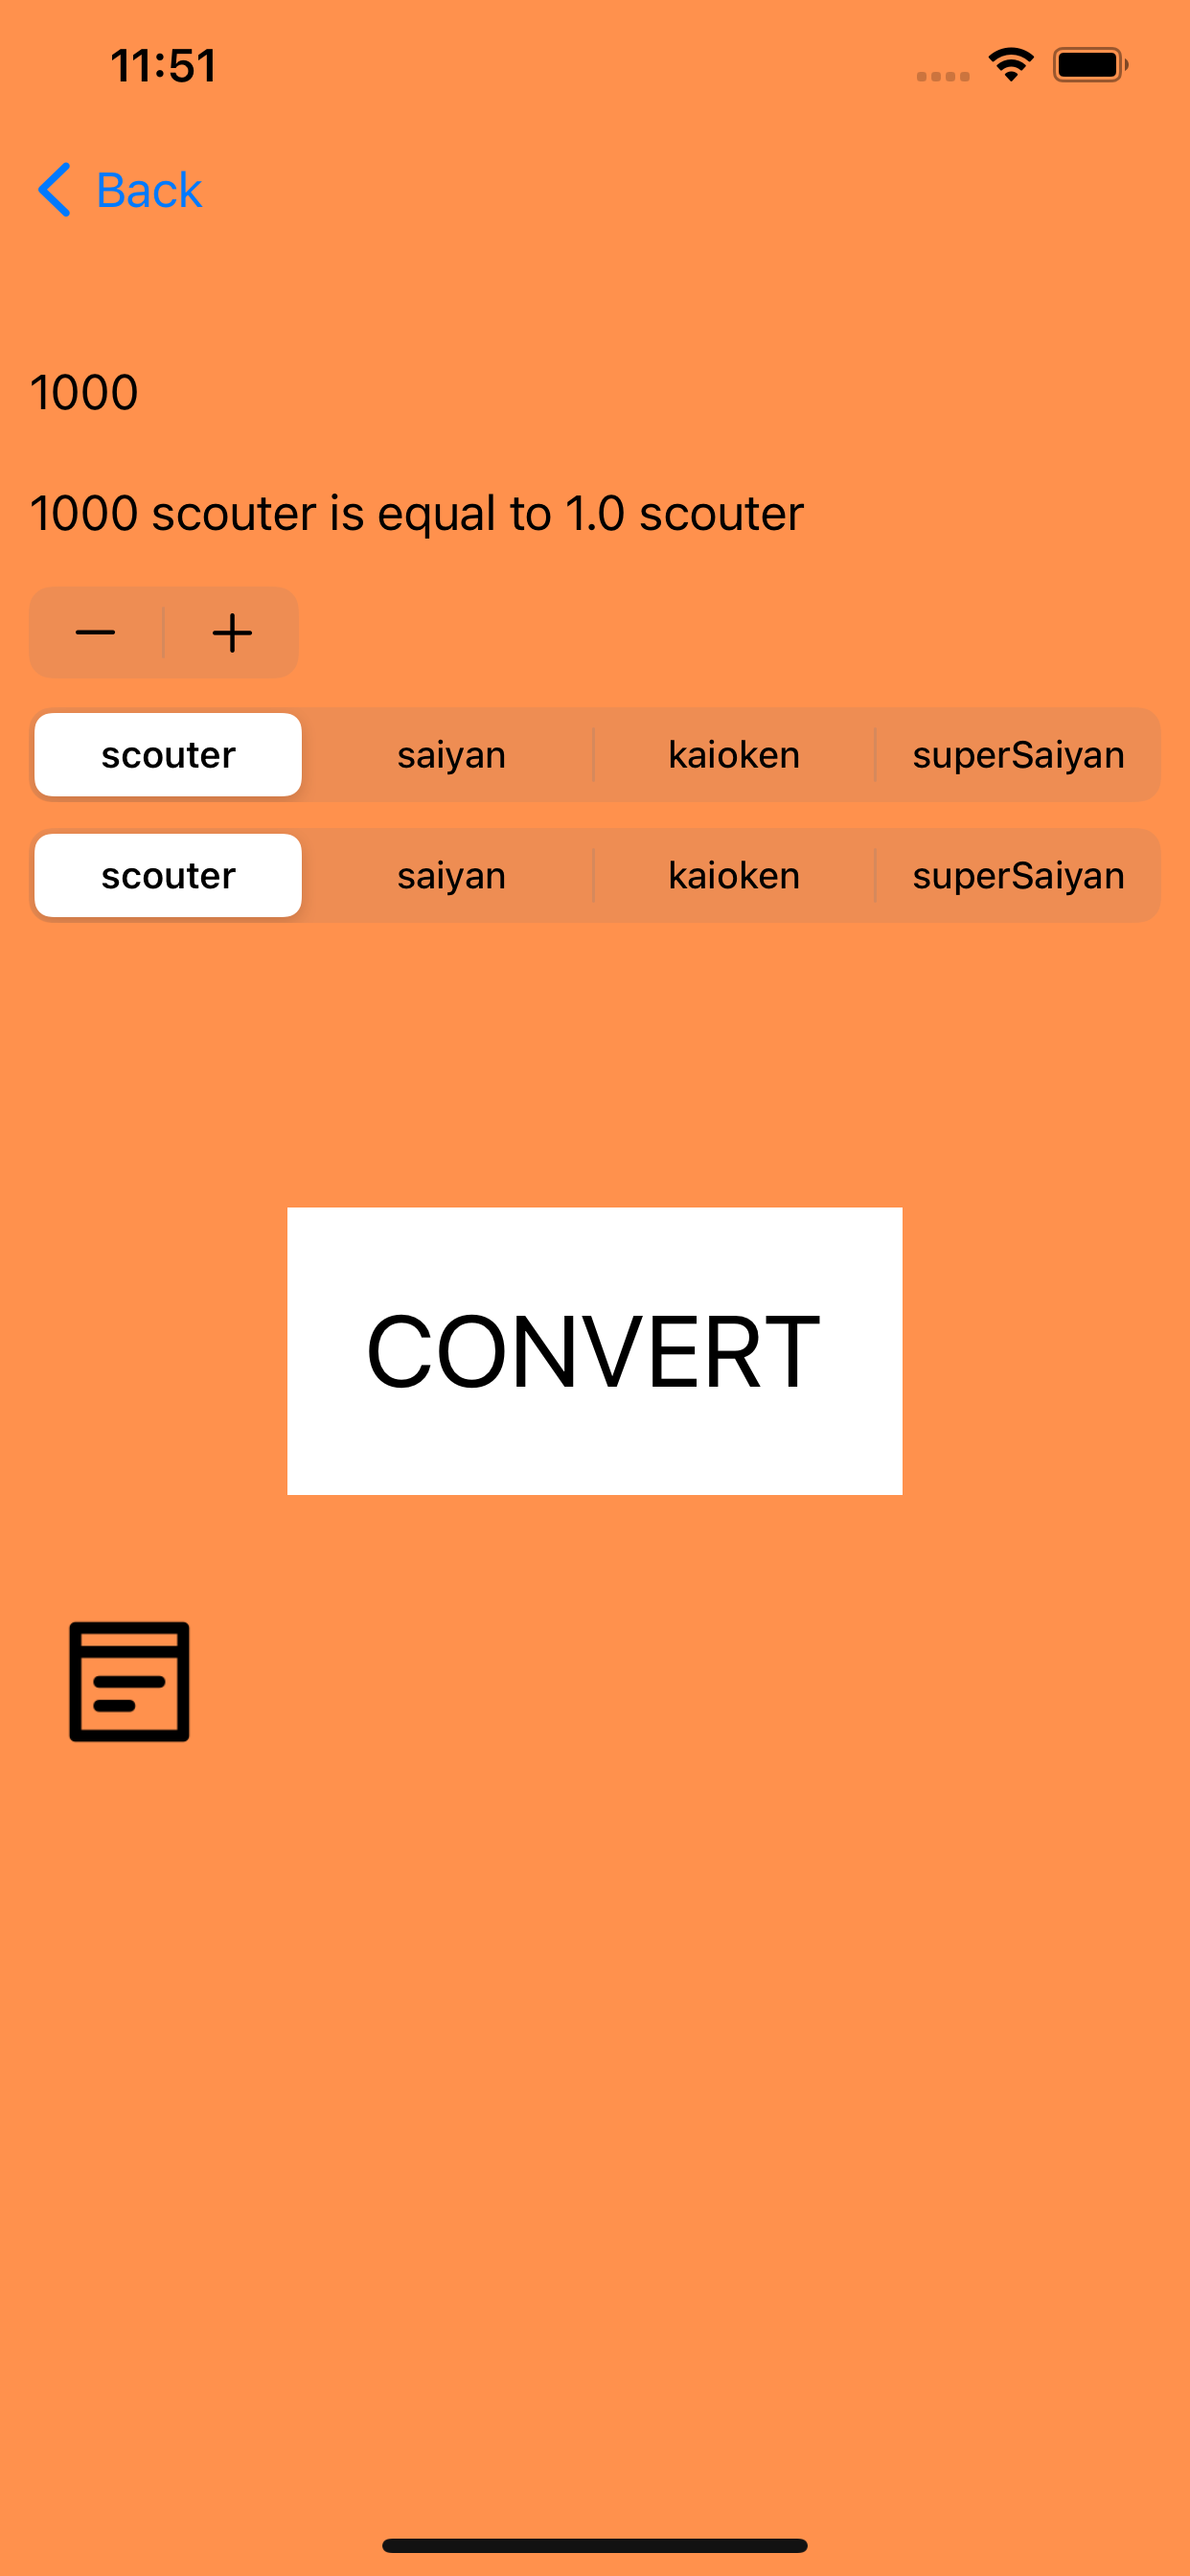 11:51
Back
1000
1000 scouter is equal to 1.0 scouter
scouter saiyan kaioken superSaiyan
scouter saiyan kaioken superSaiyan
CONVERT